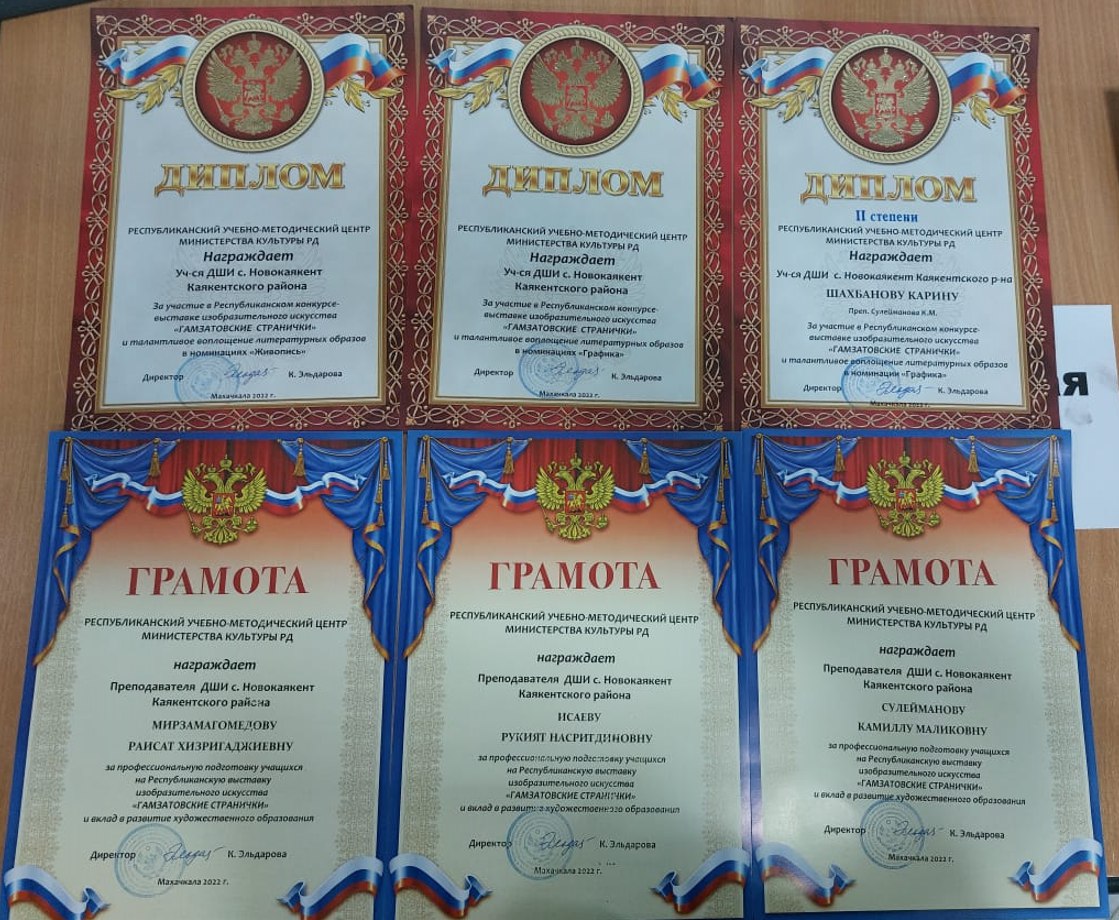 ДИПЛОМ
РЕСПУБЛИКАНСКИЙ УЧЕБНО-МЕТОДИЧЕСКИЙ ЦЕНТР
МИНИСТЕРСТВА КУЛЬТУРЫ РД
Награждает
Уч-ся ДШИ с. Новокаякент
Каякентского района
За участие в Республиканском конкурсе-
выставке изобразительного искусства
«ГАМЗАТОВСКИЕ СТРАНИЧКИ»
и талантливое воплощение литературных образов
в номинациях «Живопись»
Директор К. Эльдарова
Махачкала 2022 г.
ДИПЛОМ
РЕСПУБЛИКАНСКИЙ УЧЕБНО-МЕТОДИЧЕСКИЙ ЦЕНТР
МИНИСТЕРСТВА КУЛЬТУРЫ РД
Награждает
Уч-ся ДШИ с. Новокаякент
Каякентского района
За участие в Республиканском конкурсе-
выставке изобразительного искусства
«ГАМЗАТОВСКИЕ СТРАНИЧКИ»
и талантливое воплощение литературных образов
в номинациях «Графика»
Директор К. Эльдарова
Махачкала 2022 г.
ДИПЛОМ
II степени
РЕСПУБЛИКАНСКИЙ УЧЕБНО-МЕТОДИЧЕСКИЙ ЦЕНТР
МИНИСТЕРСТВА КУЛЬТУРЫ РД
Награждает
Уч-ся ДШИ с. Новокаякент Каякентского р-на
ШАХБАНОВУ КАРИНУ
Преп. Сулейманова К.М.
За участие в Республиканском конкурсе-
выставке изобразительного искусства
«ГАМЗАТОВСКИЕ СТРАНИЧКИ»
и талантливое воплощение литературных образов
в номинации «Графика»
Директор К. Эльдарова
Махачкала 2022 г.
Я
ГРАМОТА
РЕСПУБЛИКАНСКИЙ УЧЕБНО-МЕТОДИЧЕСКИЙ ЦЕНТР
МИНИСТЕРСТВА КУЛЬТУРЫ РД
награждает
Преподавателя ДШИ с. Новокаякент
Каякентского района
МИРЗАМАГОМЕДОВУ
РАИСАТ ХИЗРИГАДЖИЕВНУ
за профессиональную подготовку учащихся
на Республиканскую выставку
изобразительного искусства
«ГАМЗАТОВСКИЕ СТРАНИЧКИ»
и вклад в развитие художественного образования
Директор К. Эльдарова
Махачкала 2022 г.
ГРАМОТА
РЕСПУБЛИКАНСКИЙ УЧЕБНО-МЕТОДИЧЕСКИЙ ЦЕНТР
МИНИСТЕРСТВА КУЛЬТУРЫ РД
награждает
Преподавателя ДШИ с. Новокаякент
Каякентского района
ИСАЕВУ
РУКИЯТ НАСРИТДИНОВНУ
за профессиональную подготовку учащихся
на Республиканскую выставку
изобразительного искусства
«ГАМЗАТОВСКИЕ СТРАНИЧКИ»
и вклад в развитие художественного образования
Директор К. Эльдарова
Махачкала 2022 г.
ГРАМОТА
РЕСПУБЛИКАНСКИЙ УЧЕБНО-МЕТОДИЧЕСКИЙ ЦЕНТР
МИНИСТЕРСТВА КУЛЬТУРЫ РД
награждает
Преподавателя ДШИ с. Новокаякент
Каякентского района
СУЛЕЙМАНОВУ
КАМИЛЛУ МАЛИКОВНУ
за профессиональную подготовку учащихся
на Республиканскую выставку
изобразительного искусства
«ГАМЗАТОВСКИЕ СТРАНИЧКИ»
и вклад в развитие художественного образования
Директор К. Эльдарова
Махачкала 2022 г.